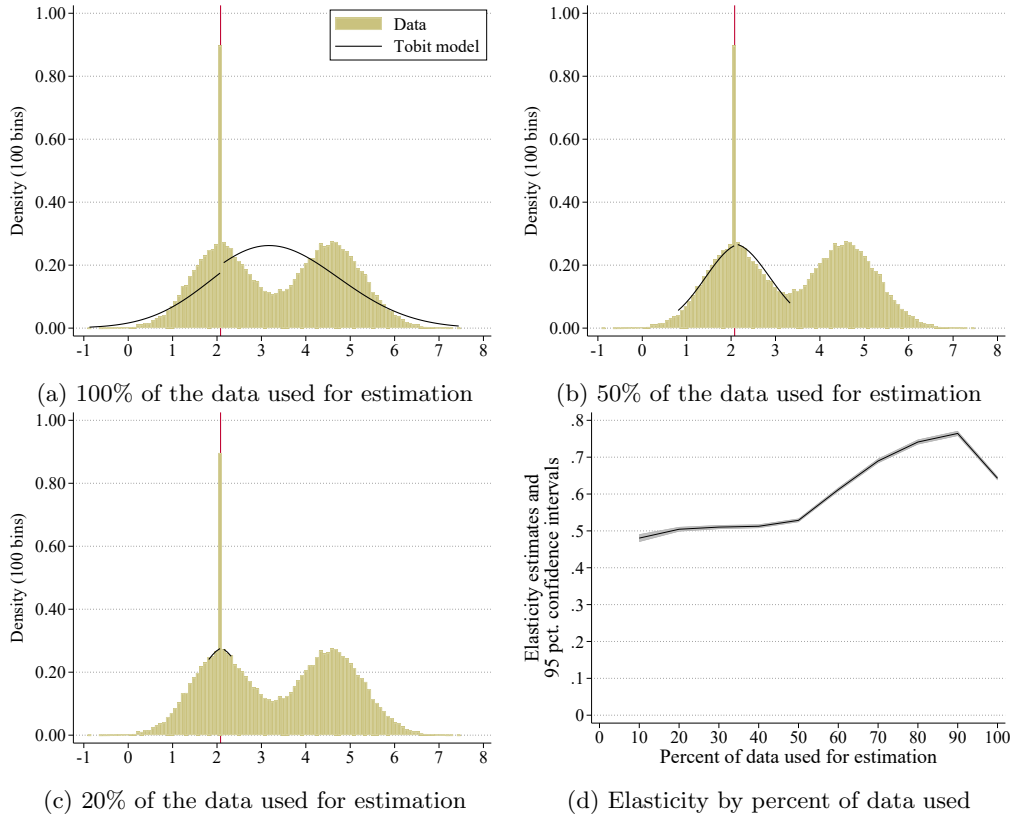 1.00
0.80
0.60
0.40
0.20
0.00
Density (100 bins)
Data
Tobit model
-1 0 1 2 3 4 5 6 7 8
(a) 100% of the data used for estimation
1.00
0.80
0.60
0.40
0.20
0.00
Density (100 bins)
-1 0 1 2 3 4 5 6 7 8
(b) 50% of the data used for estimation
1.00
0.80
0.60
0.40
0.20
0.00
Density (100 bins)
-1 0 1 2 3 4 5 6 7 8
(c) 20% of the data used for estimation
.8
.7
.6
.5
.4
.3
.2
.1
0
Elasticity estimates and
95 pct. confidence intervals
0 10 20 30 40 50 60 70 80 90 100
Percent of data used for estimation
(d) Elasticity by percent of data used